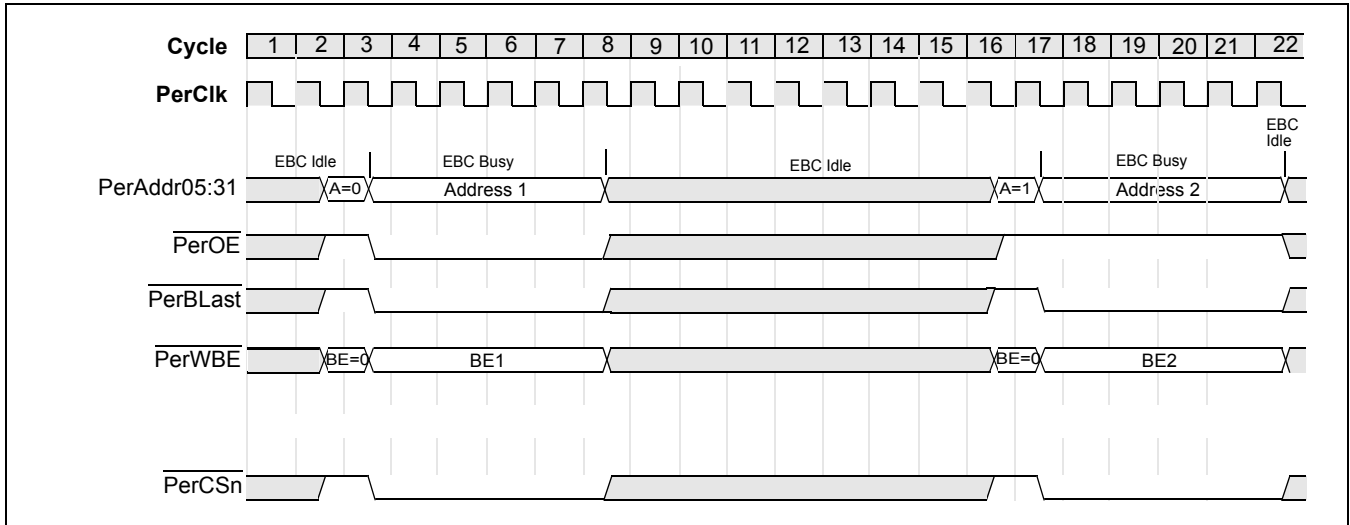 Cycle 1 2 3 4 5 6 7 8 9 10 11 12 13 14 15 16 17 18 19 20 21 22
PerClk
EBC Idle EBC Busy EBC Idle EBC Busy EBC
Idle
PerAddr05:31 A=0 Address 1 A=1 Address 2
PerOE
PerBLast
PerWBE BE=0 BE1 BE=0 BE2
PerCSn